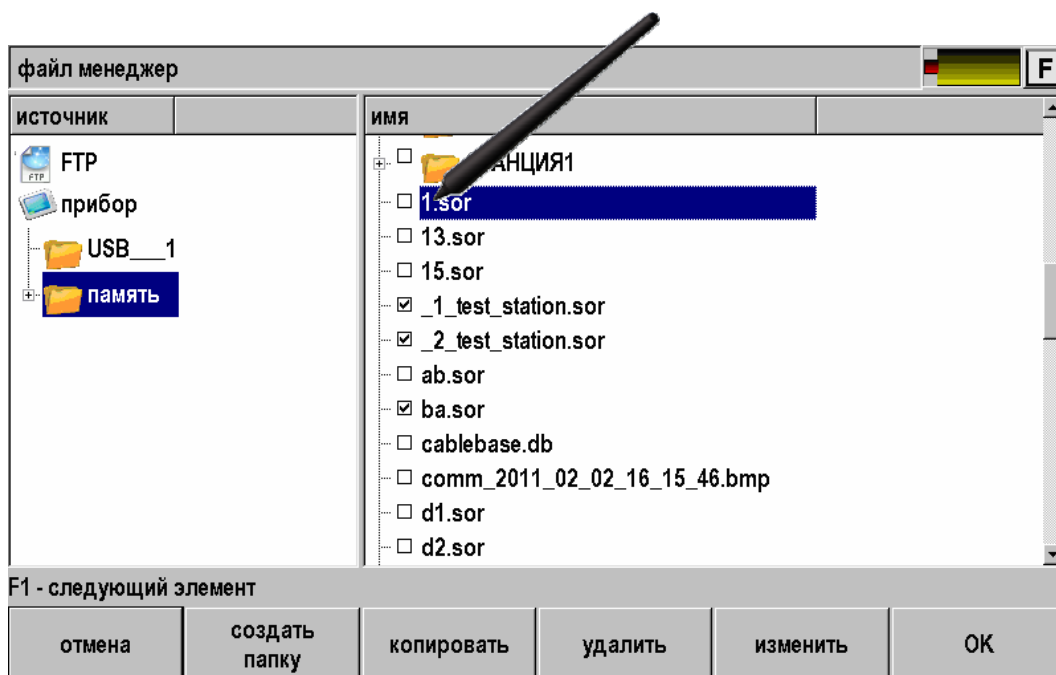 файл менеджер
F
источник
имя
FTP
FTP
прибор
USB___1
память
АНЦИЯ1
1.sor
13.sor
15.sor
_1_test_station.sor
_2_test_station.sor
ab.sor
ba.sor
cablebase.db
comm_2011_02_02_16_15_46.bmp
d1.sor
d2.sor
F1 - следующий элемент
отмена
создать
папку
копировать
удалить
изменить
OK